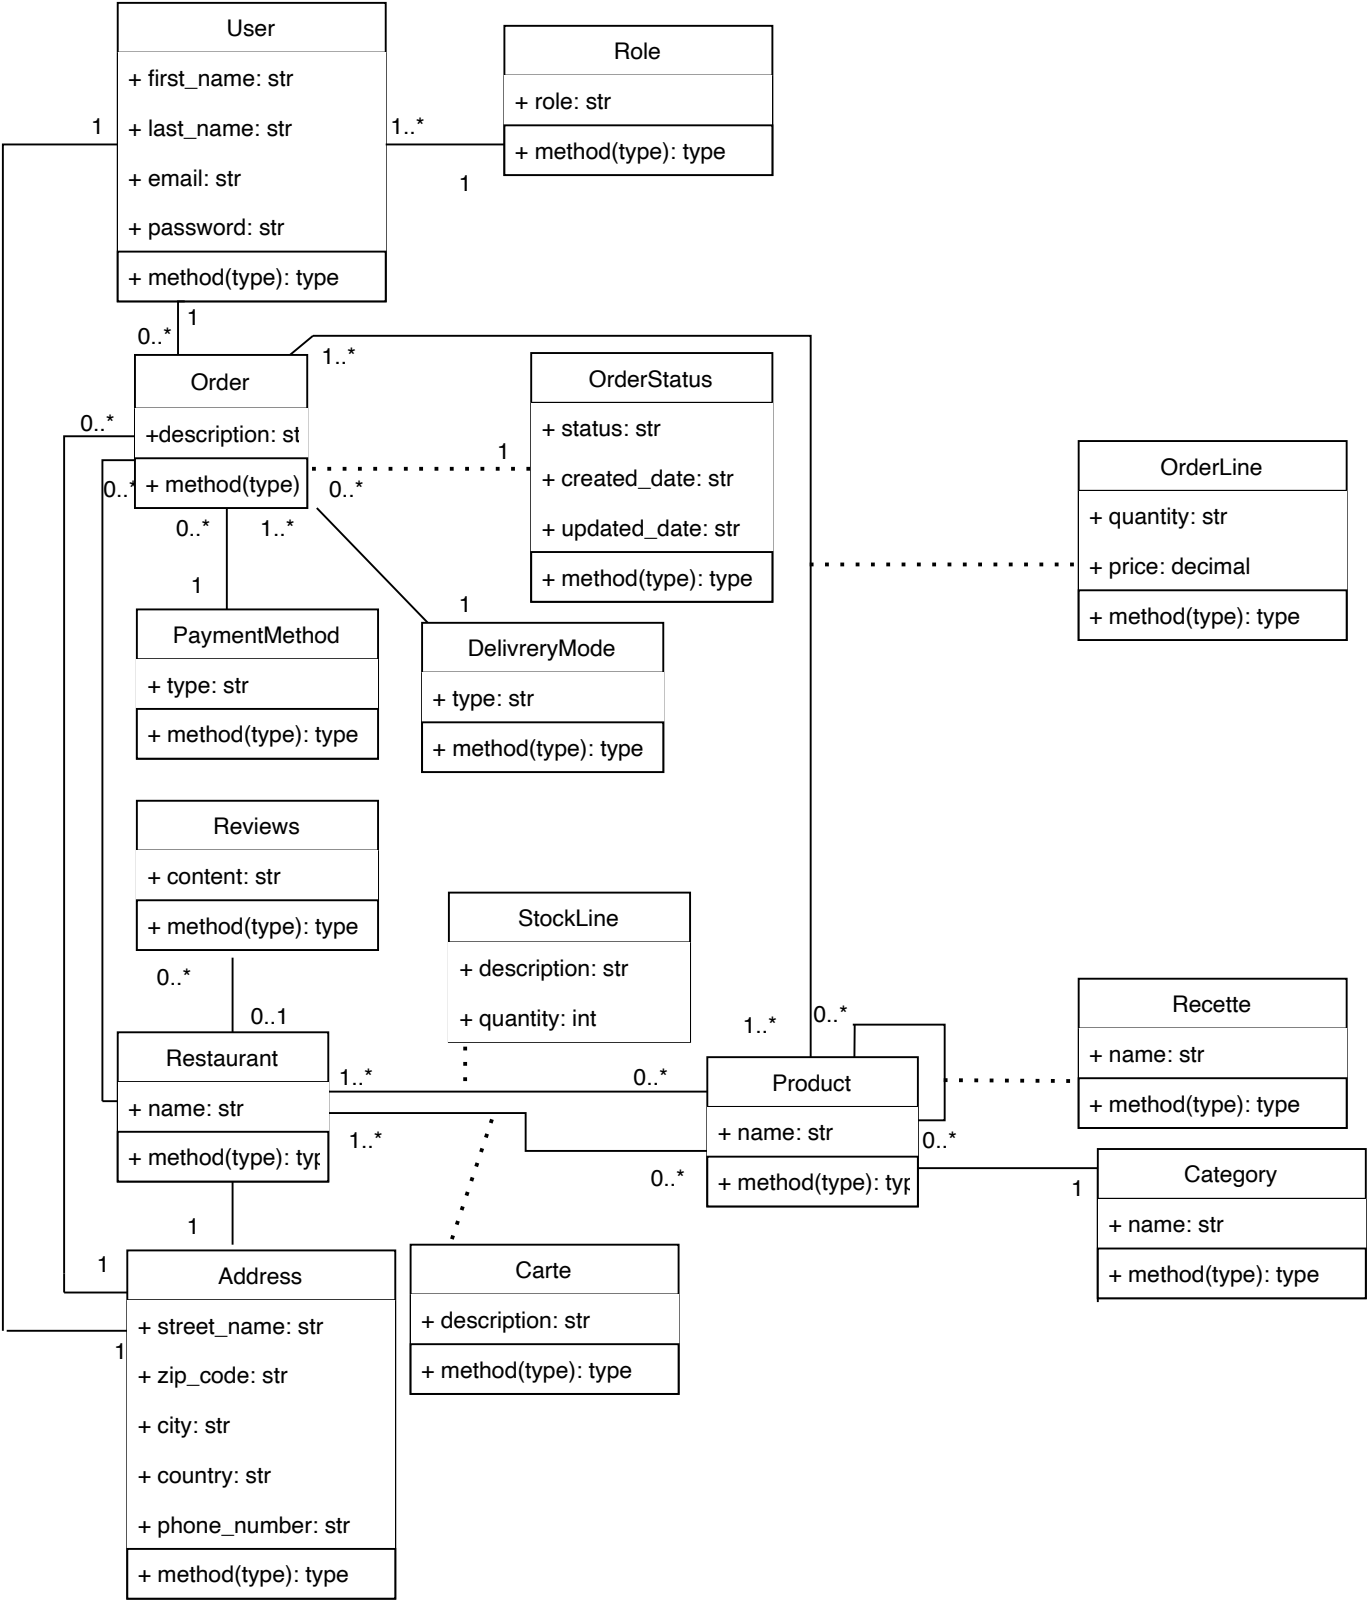 User
+ first_name: str
+ last_name: str
+ email: str
+ password: str
+ method(type): type
Role
+ role: str
+ method(type): type
1
1..*
1
1
0..*
1..*
Order
+description: st
+ method(type)
0..*
0..*
0..*
1
OrderStatus
+ status: str
+ created_date: str
+ updated_date: str
+ method(type): type
OrderLine
+ quantity: str
+ price: decimal
+ method(type): type
0..*
1..*
1
1
PaymentMethod
+ type: str
+ method(type): type
DelivreryMode
+ type: str
+ method(type): type
Reviews
+ content: str
+ method(type): type
0..*
0..1
StockLine
+ description: str
+ quantity: int
Restaurant
+ name: str
+ method(type): typ
1..*
0..*
1..*
0..*
1..*
0..*
Product
+ name: str
+ method(type): typ
0..*
1
Recette
+ name: str
+ method(type): type
Category
+ name: str
+ method(type): type
1
1
1
Address
+ street_name: str
+ zip_code: str
+ city: str
+ country: str
+ phone_number: str
+ method(type): type
Carte
+ description: str
+ method(type): type